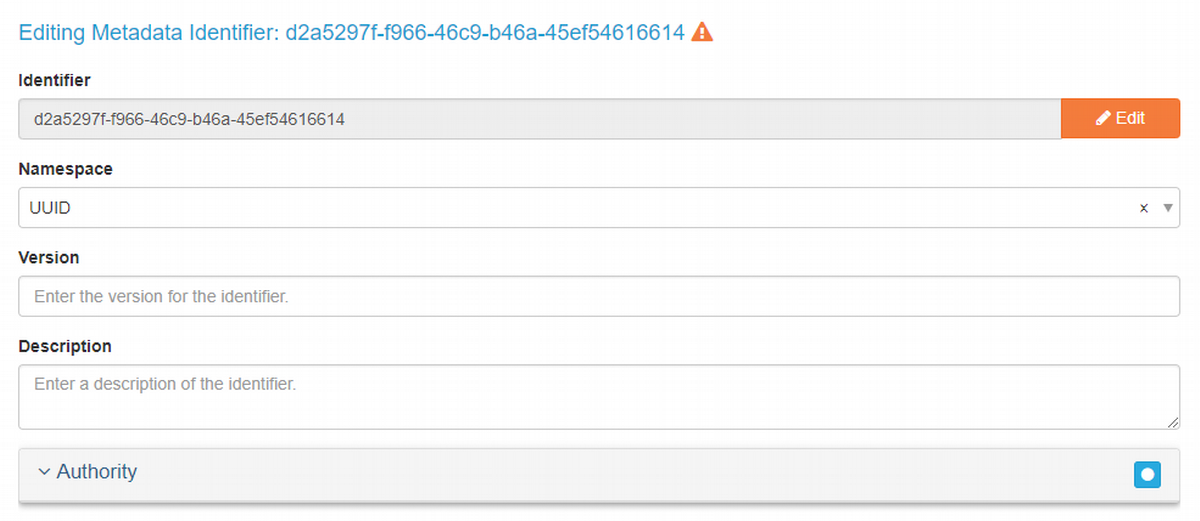 Editing Metadata Identifier: d2a5297f-f966-46c9-b46a-45ef54616614
Identifier
d2a5297f-f966-46c9-b46a-45ef54616614
Edit
Namespace
UUID
x
Version
Enter the version for the identifier.
Description
Enter a description of the identifier.
Authority